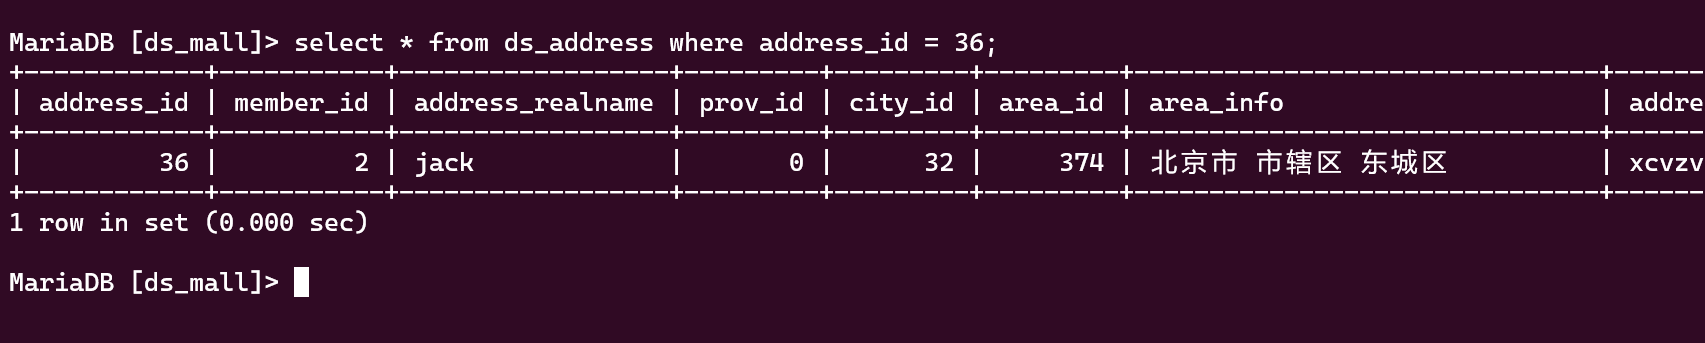 MariaDB [ds_mall]> select * from ds_address where address_id = 36;
+------------+-----------+------------------+---------+---------+---------+-------------------------------+------
| address_id | member_id | address_realname | prov_id | city_id | area_id | area_info                     | addre
+------------+-----------+------------------+---------+---------+---------+-------------------------------+------
|         36 |         2 | jack             |       0 |      32 |     374 | 北京市 市辖区 东城区          | xcvzv
+------------+-----------+------------------+---------+---------+---------+-------------------------------+------
1 row in set (0.000 sec)
MariaDB [ds_mall]>